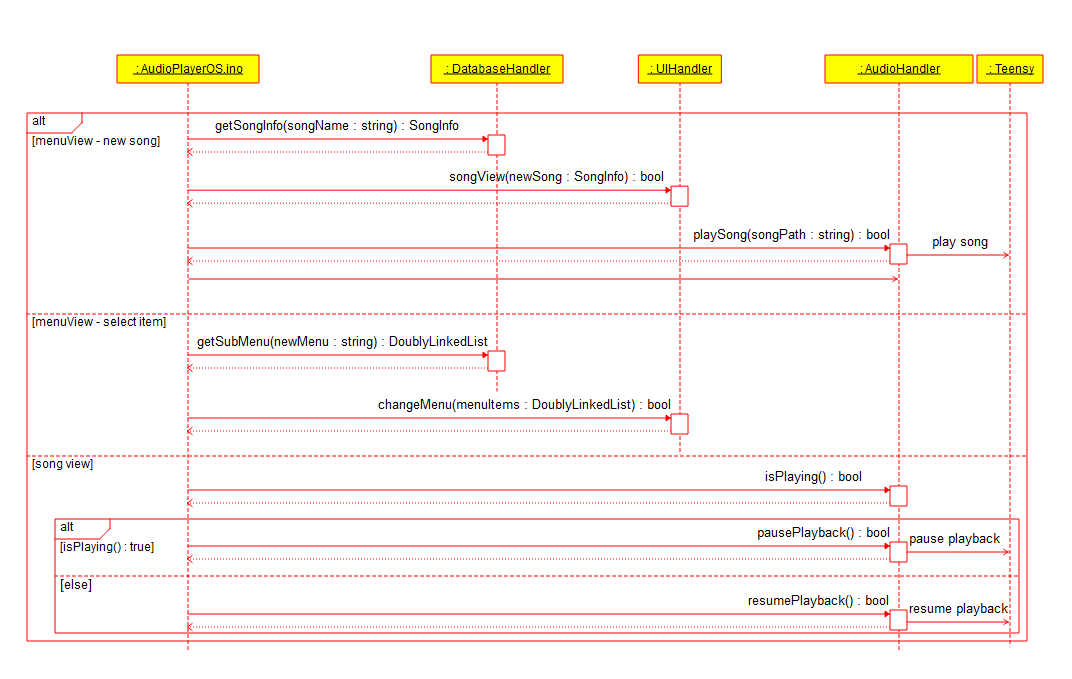 : AudioPlayerOS.ino
: DatabaseHandler
: UIHandler
: AudioHandler
: Teensy
alt
[menuView - new song]
getSongInfo(songName : string) : SongInfo
songView(newSong : SongInfo) : bool
playSong(songPath : string) : bool
play song
[menuView - select item]
getSubMenu(newMenu : string) : DoublyLinkedList
changeMenu(menuItems : DoublyLinkedList) : bool
[song view]
isPlaying() : bool
alt
[isPlaying() : true]
pausePlayback() : bool
pause playback
[else]
resumePlayback() : bool
resume playback